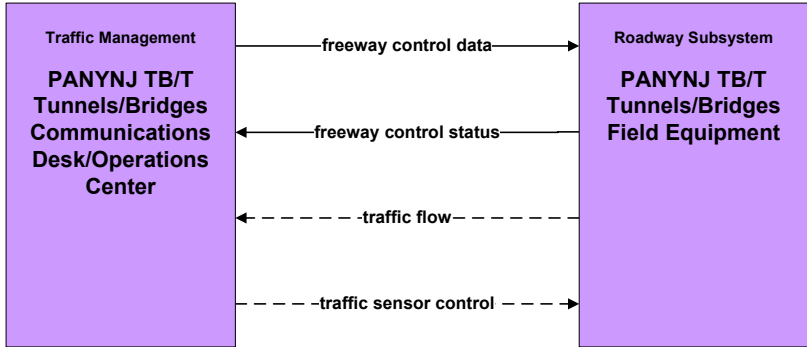 Traffic Management
PANYNJ TB/T
Tunnels/Bridges
Communications
Desk/Operations
Center
freeway control data
freeway control status
traffic flow
traffic sensor control
Roadway Subsystem
PANYNJ TB/T
Tunnels/Bridges
Field Equipment